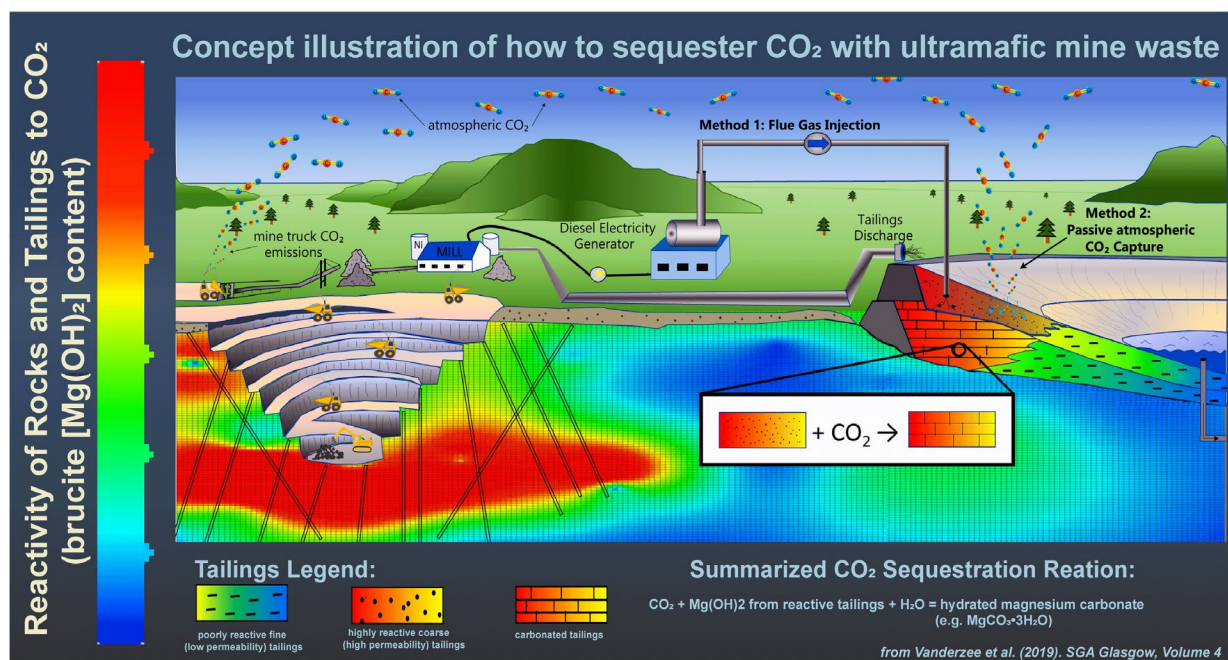 Concept illustration of how to sequester CO₂ with ultramafic mine waste
Reactivity of Rocks and Tailings to CO₂
(brucite [Mg(OH)₂] content)
atmospheric CO₂
Method 1: Flue Gas Injection
mine truck CO₂
emissions
Ni
MILL
Diesel Electricity
Generator
Tailings
Discharge
Method 2:
Passive atmospheric
CO₂ Capture
+ CO₂ →
Tailings Legend:
poorly reactive fine
(low permeability) tailings
highly reactive coarse
(high permeability) tailings
carbonated tailings
Summarized CO₂ Sequestration Reation:
CO₂ + Mg(OH)2 from reactive tailings + H₂O = hydrated magnesium carbonate
(e.g. MgCO₃•3H₂O)
from Vanderzee et al. (2019). SGA Glasgow, Volume 4